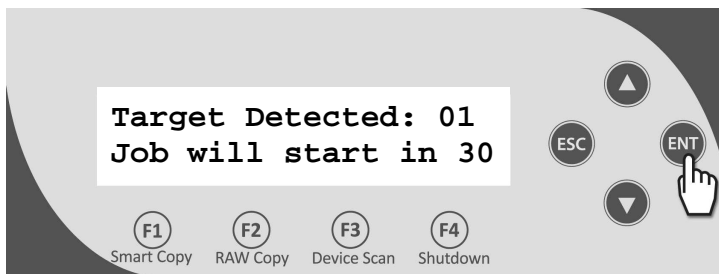 Target Detected: 01
Job will start in 30
ESC
ENT
F1 F2 F3 F4
Smart Copy RAW Copy Device Scan Shutdown